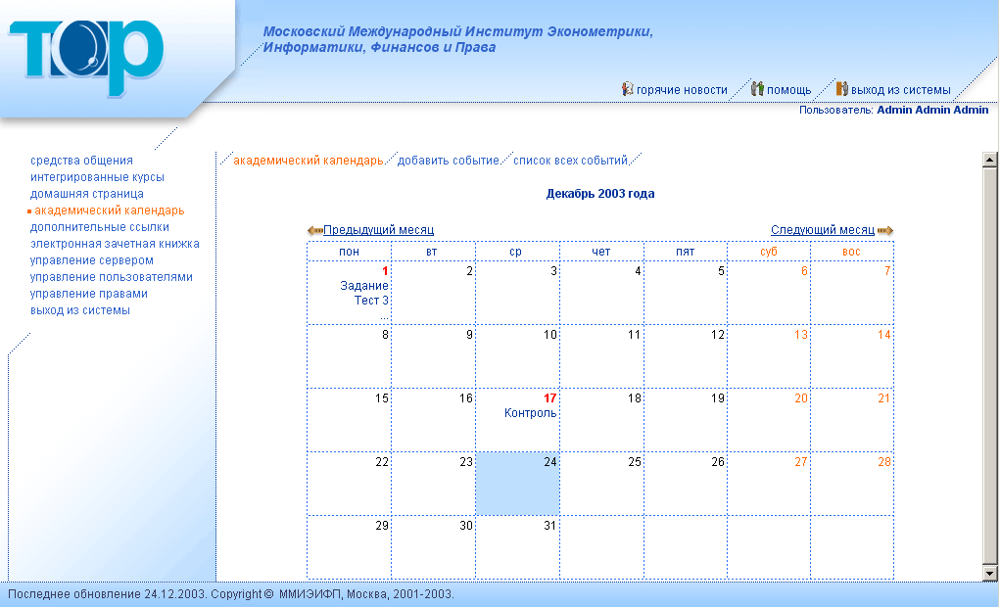 тор
Московский Международный Институт Эконометрики,
Информатики, Финансов и Права
горячие новости помощь выход из системы
Пользователь: Admin Admin Admin
средства общения
интегрированные курсы
домашняя страница
академический календарь
дополнительные ссылки
электронная зачетная книжка
управление сервером
управление пользователями
управление правами
выход из системы
академический календарь добавить событие список всех событий
Декабрь 2003 года
Предыдущий месяц Следующий месяц
пон вт ср чет пят суб вос
1 2 3 4 5 6 7
Задание
Тест 3
...
8 9 10 11 12 13 14
15 16 17 18 19 20 21
Контроль
22 23 24 25 26 27 28
29 30 31
Последнее обновление 24.12.2003. Copyright © ММИЭИФП, Москва, 2001-2003.